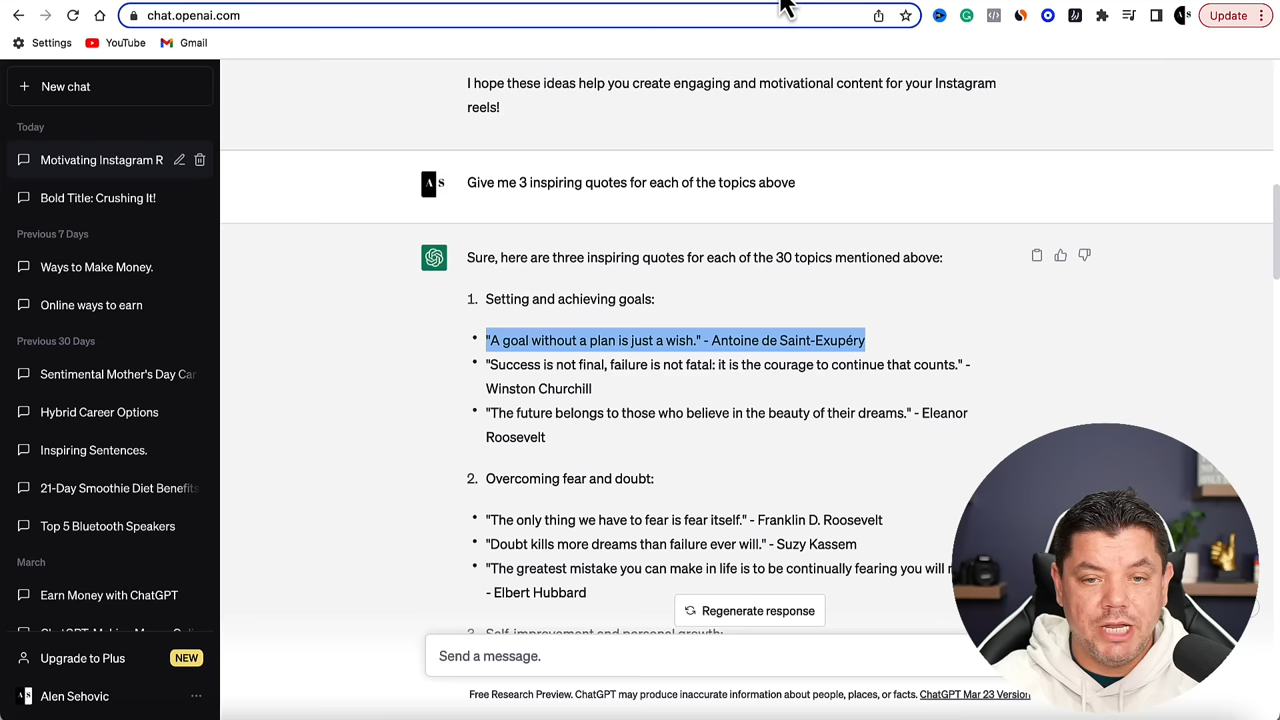 chat.openai.com
Update
Settings
YouTube
Gmail
New chat
Today
Motivating Instagram R
Bold Title: Crushing It!
Previous 7 Days
Ways to Make Money.
Online ways to earn
Previous 30 Days
Sentimental Mother's Day Car
Hybrid Career Options
Inspiring Sentences.
21-Day Smoothie Diet Benefits
Top 5 Bluetooth Speakers
March
Earn Money with ChatGPT
Upgrade to Plus
NEW
Alen Sehovic
I hope these ideas help you create engaging and motivational content for your Instagram
reels!
A s
Give me 3 inspiring quotes for each of the topics above
Sure, here are three inspiring quotes for each of the 30 topics mentioned above:
1. Setting and achieving goals:
• "A goal without a plan is just a wish." - Antoine de Saint-Exupéry
• "Success is not final, failure is not fatal: it is the courage to continue that counts." -
Winston Churchill
• "The future belongs to those who believe in the beauty of their dreams." - Eleanor
Roosevelt
2. Overcoming fear and doubt:
• "The only thing we have to fear is fear itself." - Franklin D. Roosevelt
• "Doubt kills more dreams than failure ever will." - Suzy Kassem
• "The greatest mistake you can make in life is to be continually fearing you will
- Elbert Hubbard
3. Self-improvement and personal growth:
Regenerate response
Send a message.
Free Research Preview. ChatGPT may produce inaccurate information about people, places, or facts. ChatGPT Mar 23 Version